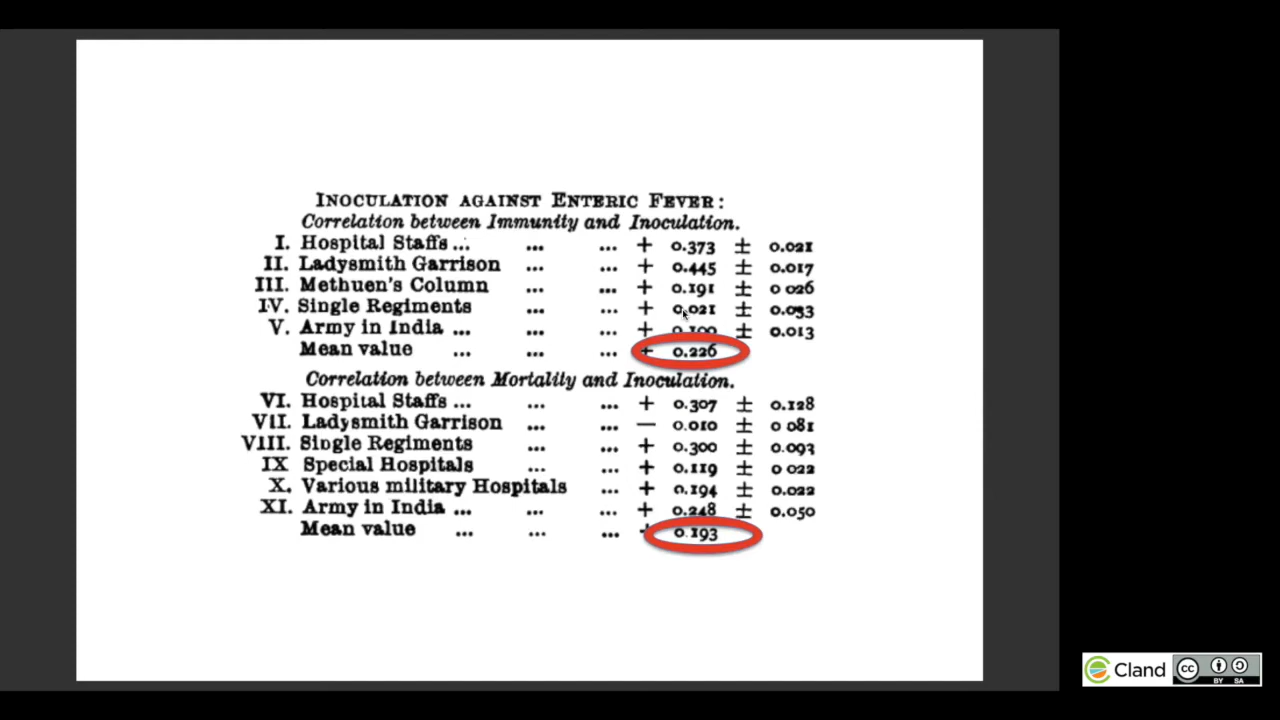 INOCULATION AGAINST ENTERIC FEVER:
Correlation between Immunity and Inoculation.
I. Hospital Staffs ... ... ... + 0.373 ± 0.021
II. Ladysmith Garrison ... ... + 0.445 ± 0.017
III. Methuen's Column ... ... + 0.191 ± 0 026
IV. Single Regiments ... ... + 0.021 ± 0.033
V. Army in India ... ... ... + 0.100 ± 0.013
Mean value ... ... ... + 0.226
Correlation between Mortality and Inoculation.
VI. Hospital Staffs ... ... ... + 0.307 ± 0.128
VII. Ladysmith Garrison ... ... — 0.010 ± 0 081
VIII. Single Regiments ... ... + 0.300 ± 0.093
IX Special Hospitals ... ... + 0.119 ± 0 022
X. Various military Hospitals ... + 0.194 ± 0.022
XI. Army in India ... ... ... + 0.248 ± 0.050
Mean value ... ... ... + 0.193
Cland cc BY SA